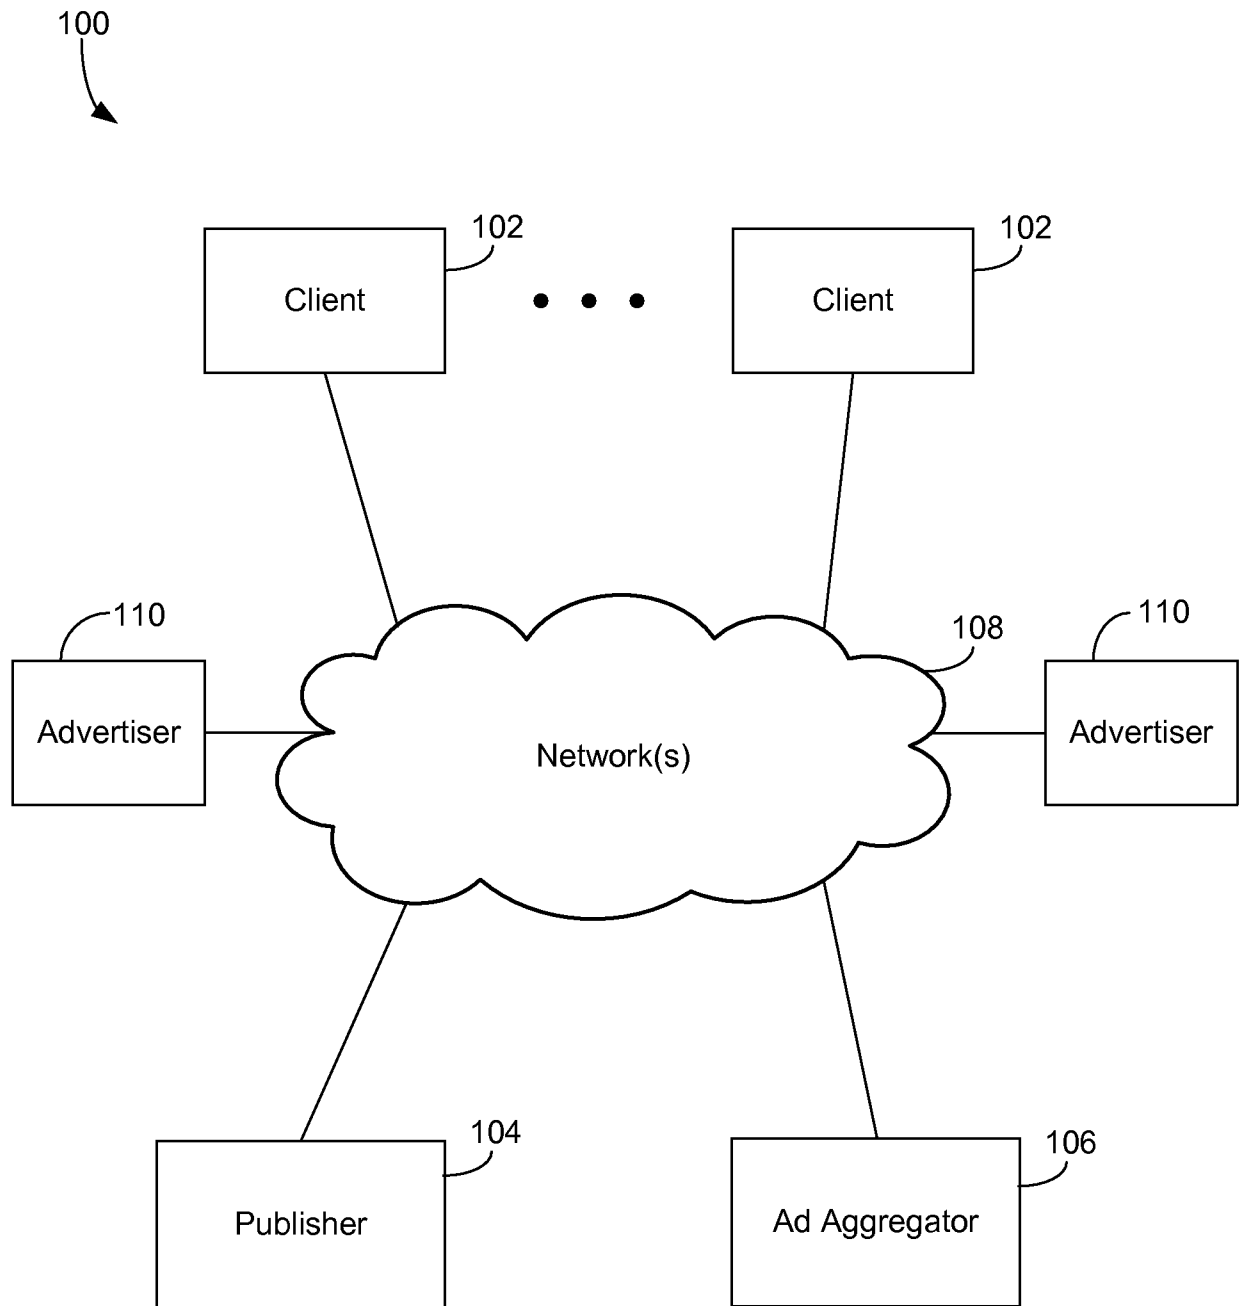 100
102
102
Client
Client
110
110
108
Advertiser
Advertiser
Network(s)
104
106
Publisher
Ad Aggregator